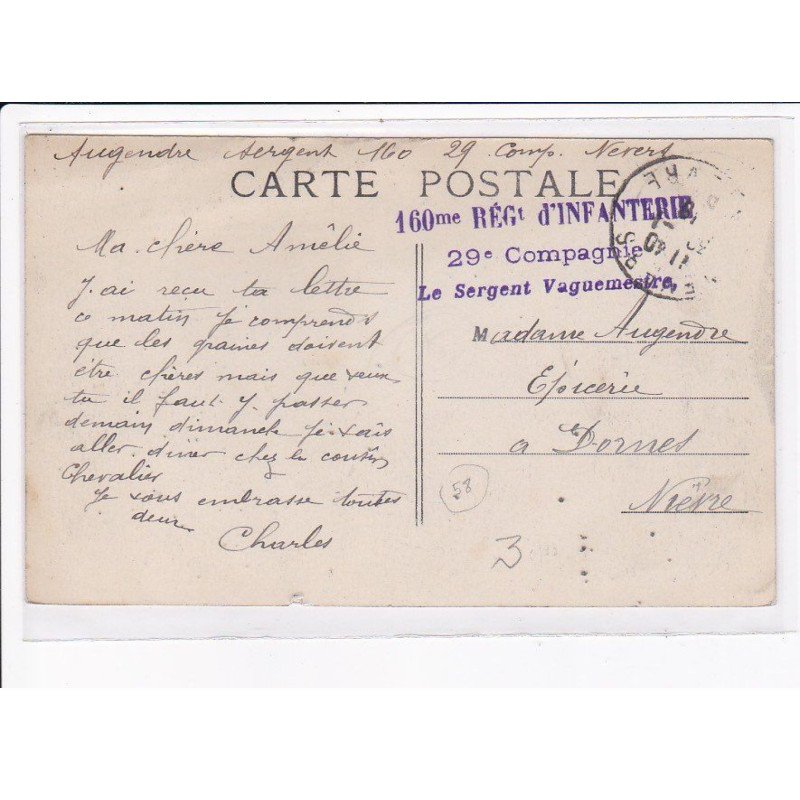 Augendre Sergent 160 29 Comp. Nevers
CARTE POSTALE
160me RÉGt d'INFANTERIE
29e Compagnie
Le Sergent Vaguemestre,
Ma chère Amélie
J'ai reçu ta lettre
ce matin je comprends
que les graines doivent
être chères mais que veux
tu il faut y passer
demain dimanche je vais
aller diner chez le cousin
Chevalier
Je vous embrasse toutes
deux
Charles
Madame Augendre
Epicerie
a Dornes
Nièvre
58
3